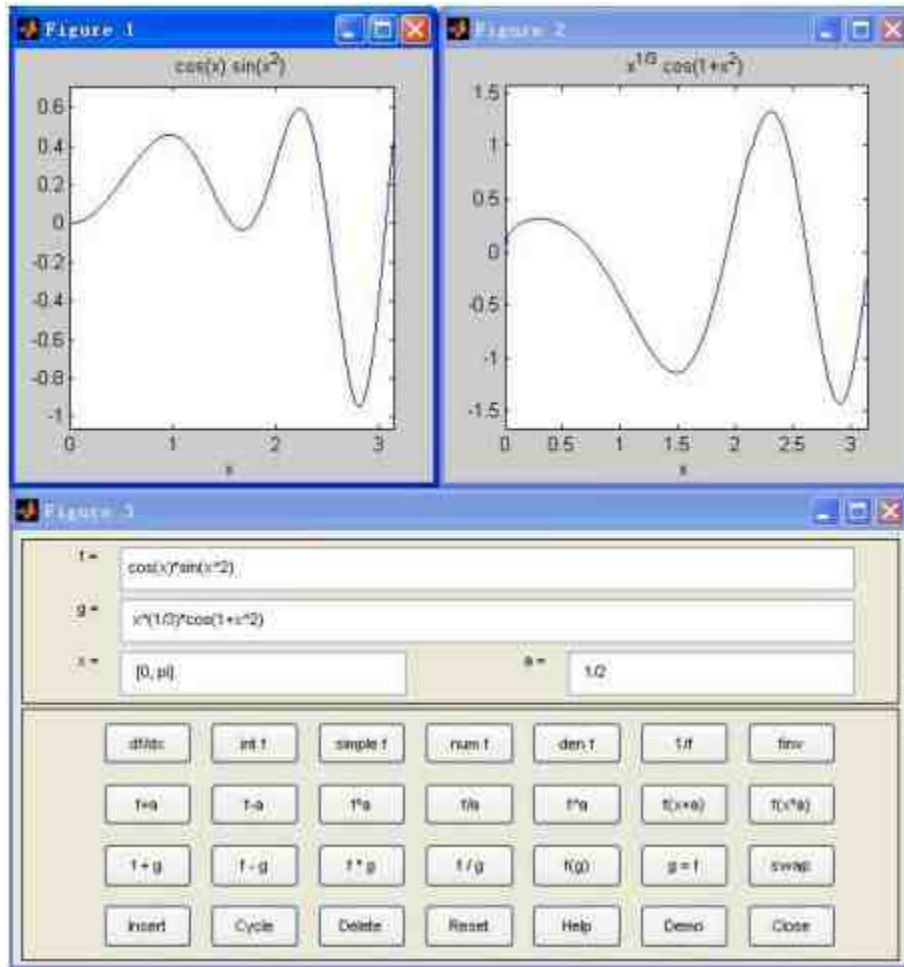 Figure 1
cos(x) sin(x²)
0.6
0.4
0.2
0
-0.2
-0.4
-0.6
-0.8
-1
0 1 2 3
x
Figure 2
x^1/3 cos(1+x²)
1.5
1
0.5
0
-0.5
-1
-1.5
0 0.5 1 1.5 2 2.5 3
x
Figure 3
f = cos(x)*sin(x^2)
g = x^(1/3)*cos(1+x^2)
x = [0, pi] a = 1/2
df/dx int f simple f num f den f 1/f finv
f+a f-a f*a f/a f^a f(x+a) f(x*a)
f + g f - g f * g f / g f(g) g = f swap
Insert Cycle Delete Reset Help Demo Close